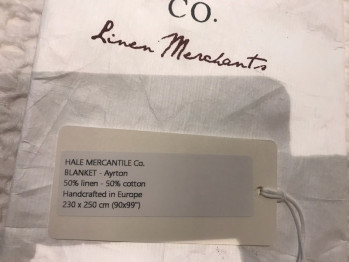 CO.
Linen Merchants
HALE MERCANTILE Co.
BLANKET - Ayrton
50% linen - 50% cotton
Handcrafted in Europe
230 x 250 cm (90x99")